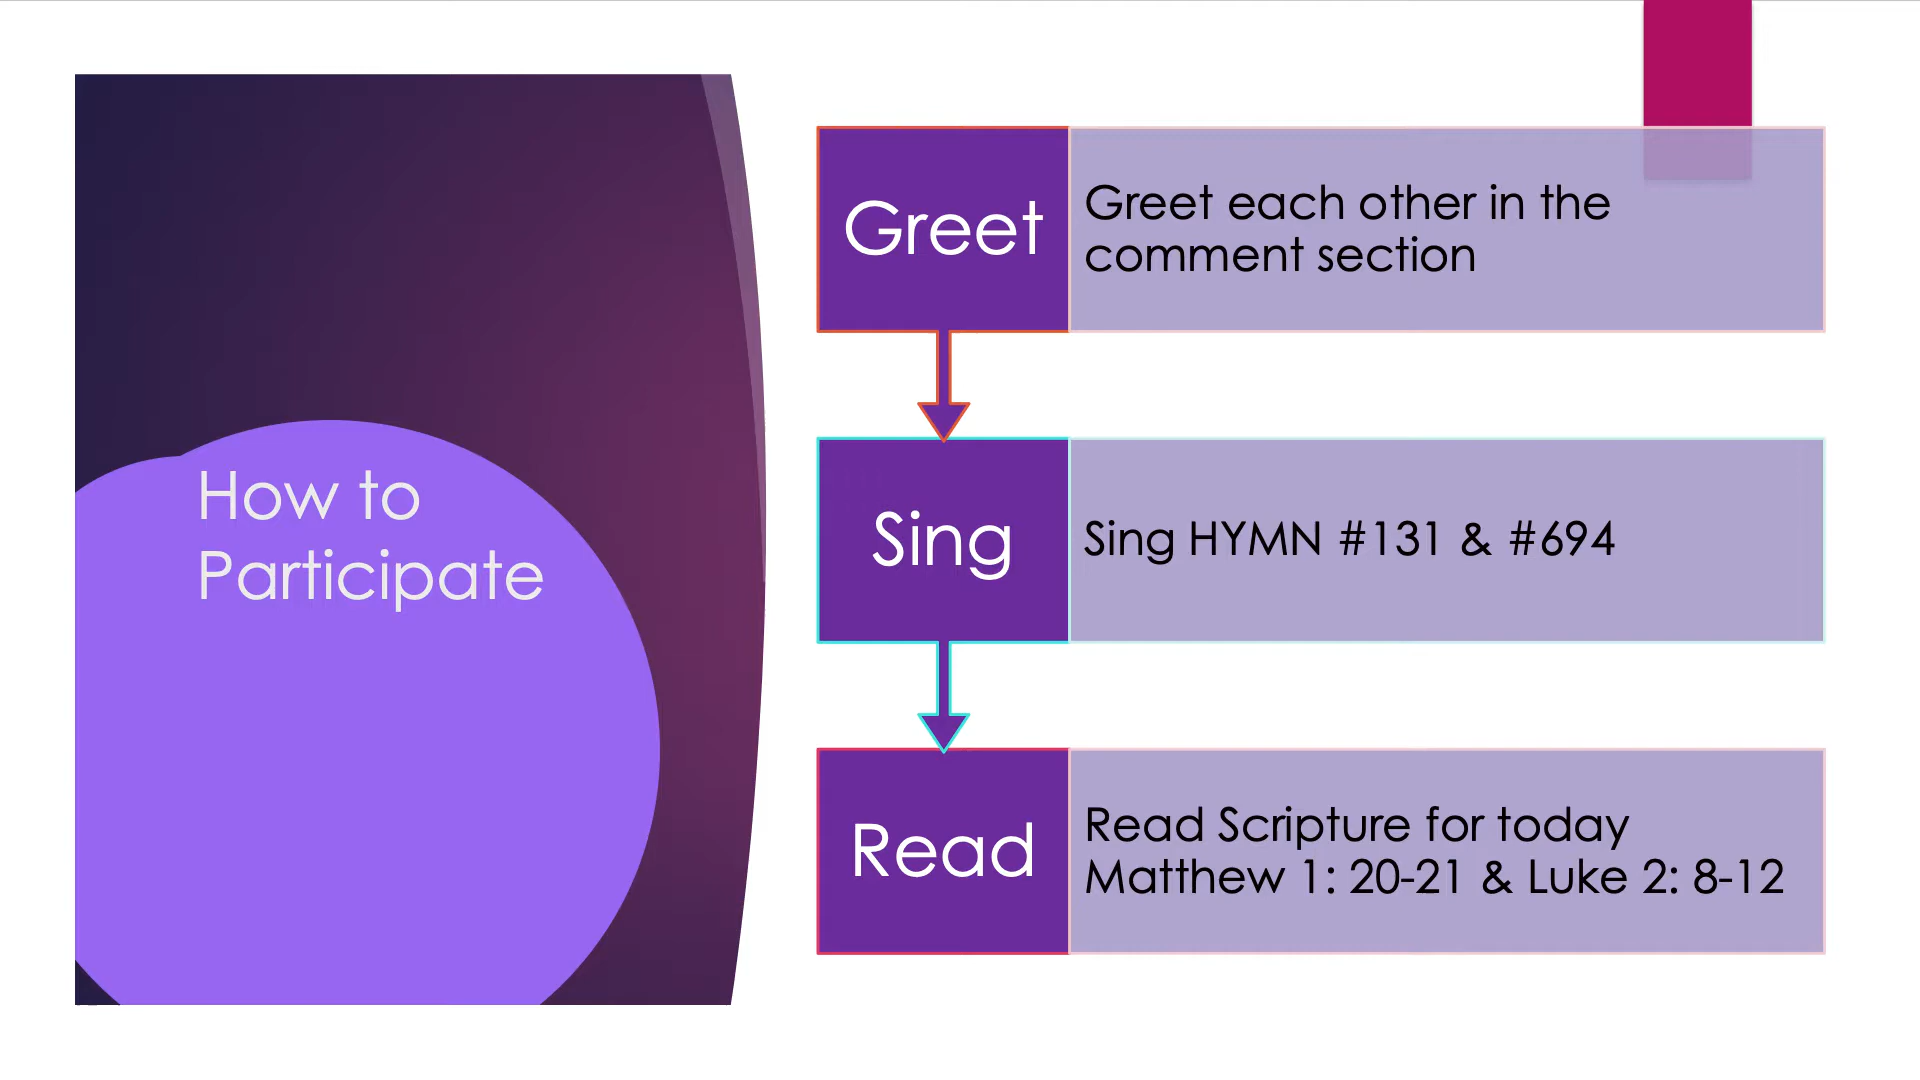 How to
Participate
Greet
Greet each other in the
comment section
Sing
Sing HYMN #131 & #694
Read
Read Scripture for today
Matthew 1: 20-21 & Luke 2: 8-12